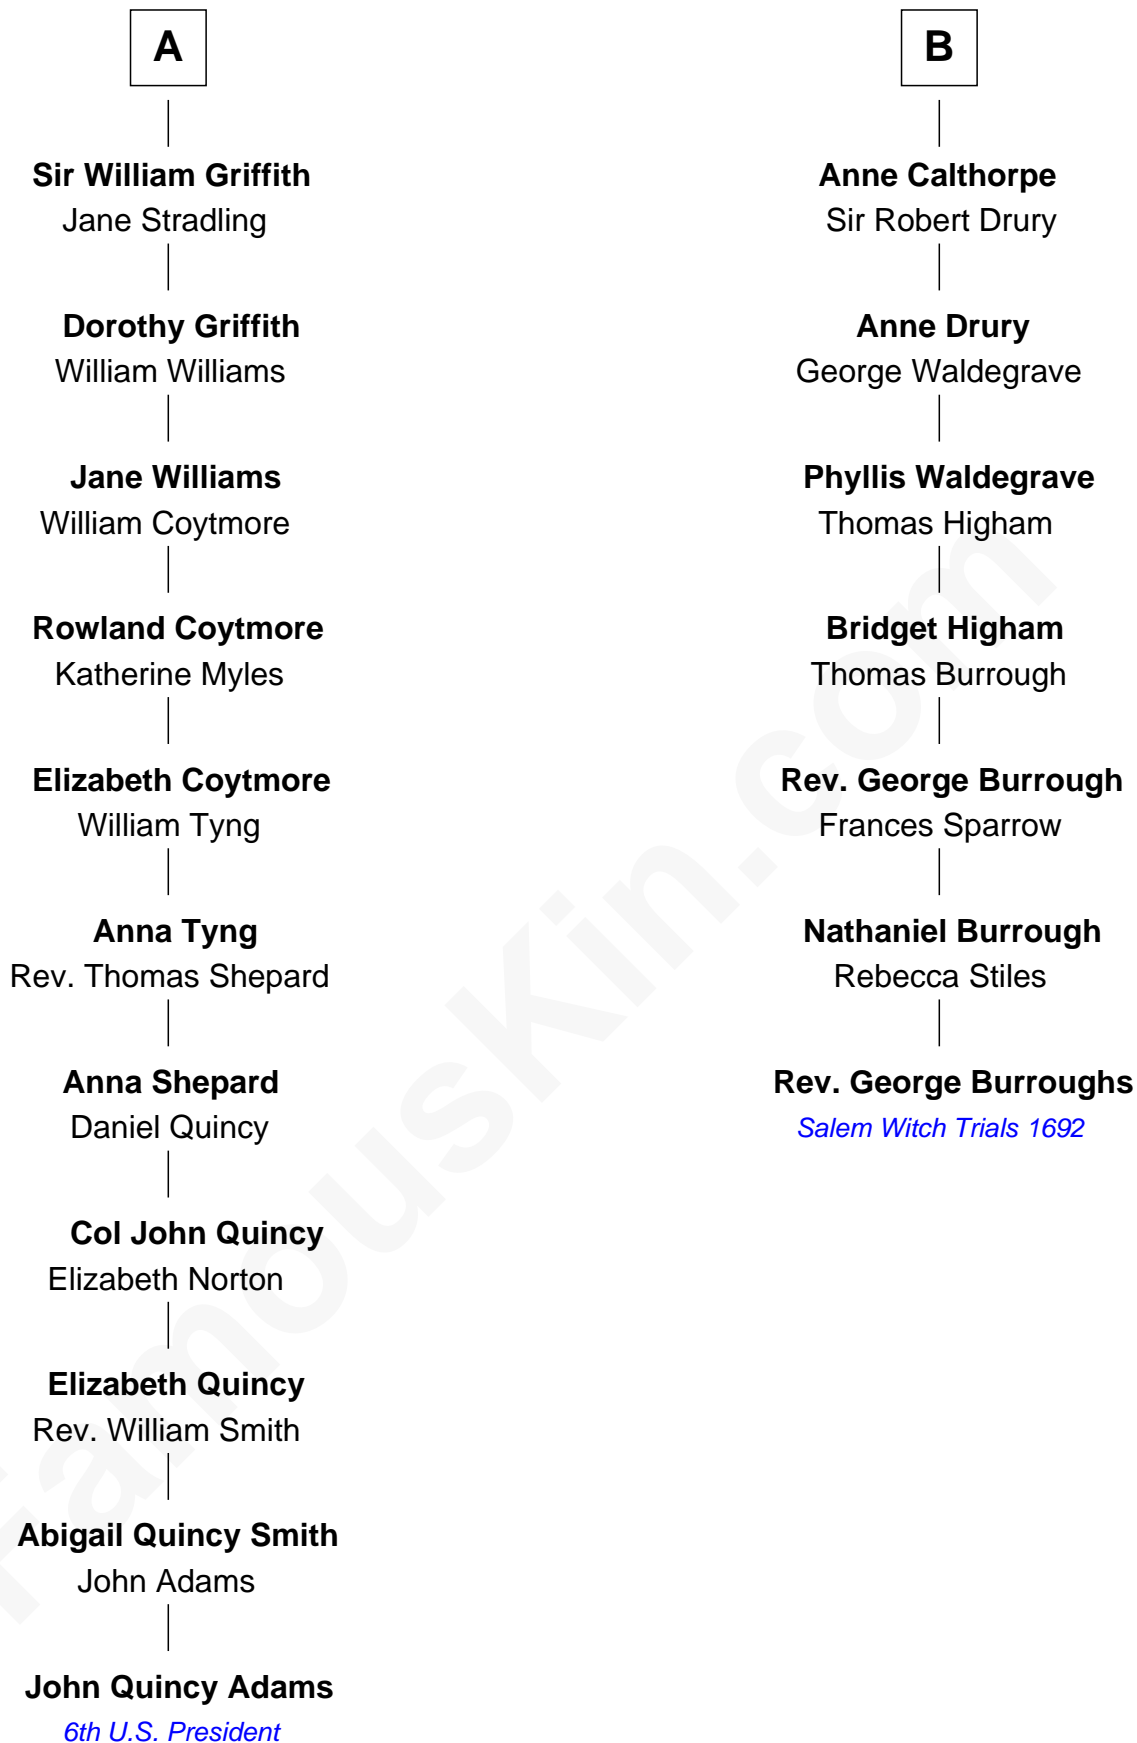 A
Sir William Griffith
Jane Stradling
Dorothy Griffith
William Williams
Jane Williams
William Coytmore
Rowland Coytmore
Katherine Myles
Elizabeth Coytmore
William Tyng
Anna Tyng
Rev. Thomas Shepard
Anna Shepard
Daniel Quincy
Col John Quincy
Elizabeth Norton
Elizabeth Quincy
Rev. William Smith
Abigail Quincy Smith
John Adams
John Quincy Adams
6th U.S. President
B
Anne Calthorpe
Sir Robert Drury
Anne Drury
George Waldegrave
Phyllis Waldegrave
Thomas Higham
Bridget Higham
Thomas Burrough
Rev. George Burrough
Frances Sparrow
Nathaniel Burrough
Rebecca Stiles
Rev. George Burroughs
Salem Witch Trials 1692
FamousKin.com